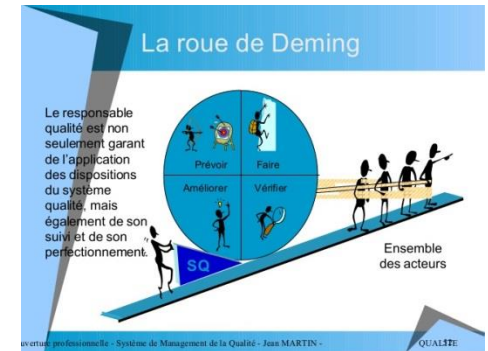 La roue de Deming
Le responsable
qualité est non
seulement garant
de l'application
des dispositions
du système
qualité, mais
également de son
suivi et de son
perfectionnement.
Prévoir
Faire
Améliorer
Vérifier
SQ
Ensemble
des acteurs
uverture professionnelle - Système de Management de la Qualité - Jean MARTIN -